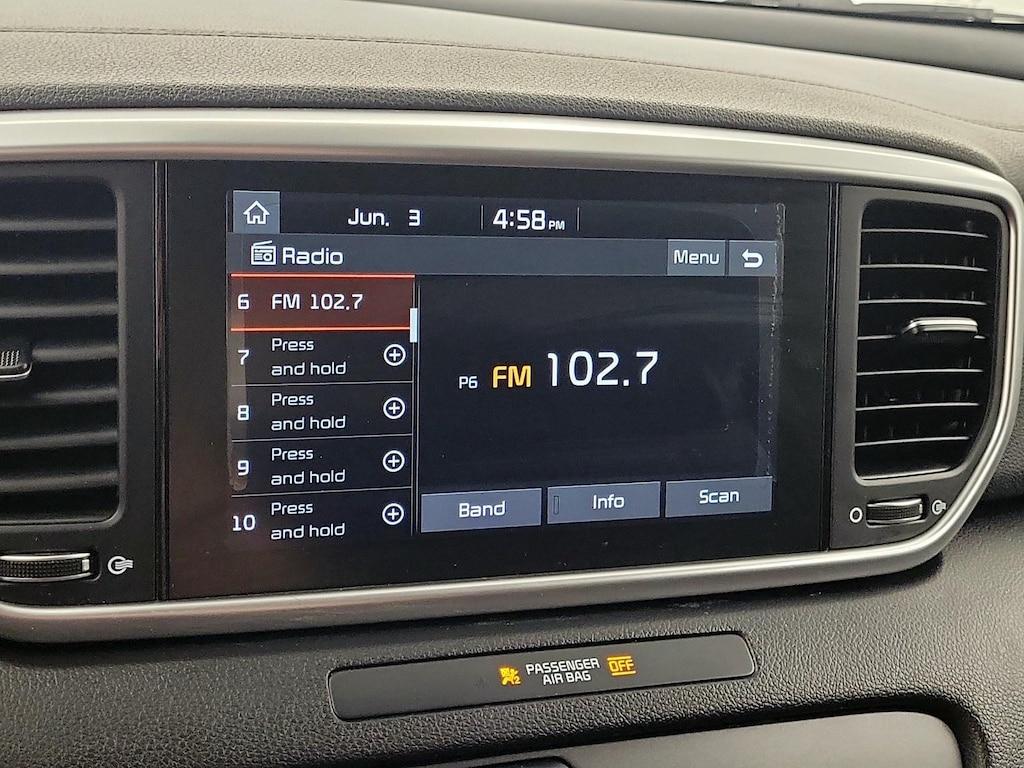 Jun. 3 4:58 PM
Radio Menu
6 FM 102.7
7 Press
and hold
8 Press
and hold
9 Press
and hold
10 Press
and hold
P6 FM 102.7
Band Info Scan
PASSENGER
AIR BAG OFF